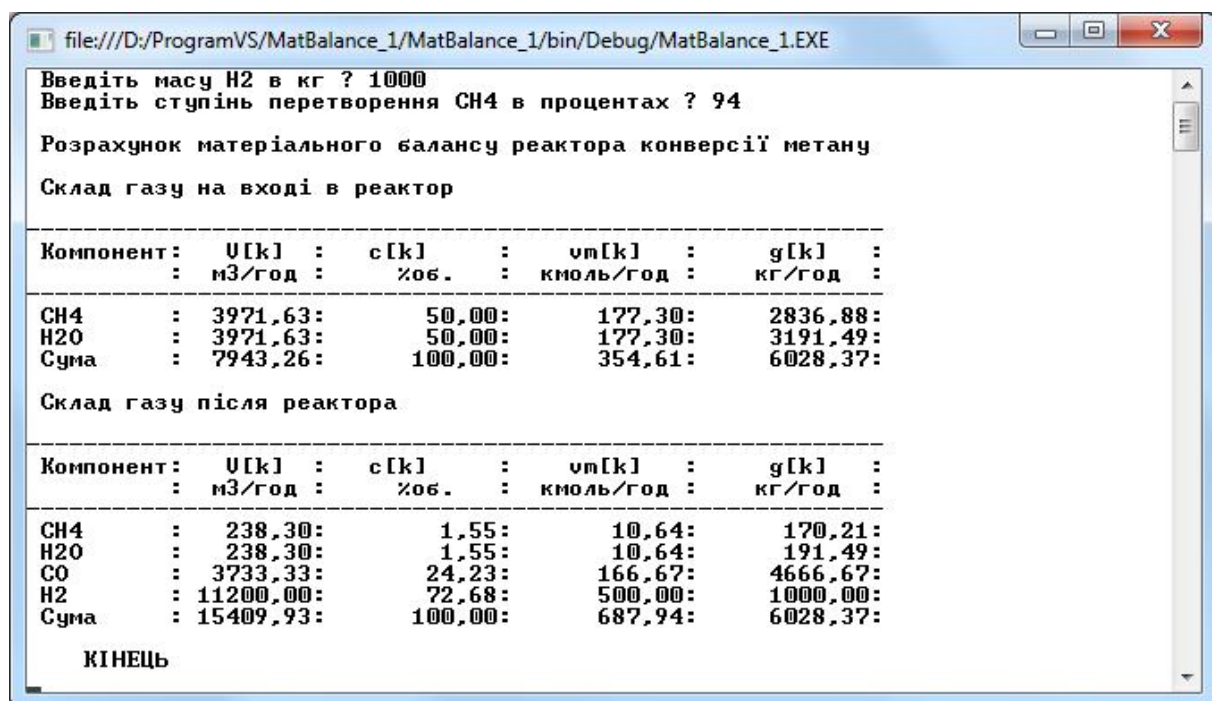 file:///D:/ProgramVS/MatBalance_1/MatBalance_1/bin/Debug/MatBalance_1.EXE
Введіть масу H2 в кг ? 1000
Введіть ступінь перетворення CH4 в процентах ? 94
Розрахунок матеріального балансу реактора конверсії метану
Склад газу на вході в реактор
--------------------------------------------------------------------
Компонент: V[k] : c[k] : vm[k] : g[k] :
: м3/год : %об. : кмоль/год : кг/год :
--------------------------------------------------------------------
CH4 : 3971,63: 50,00: 177,30: 2836,88:
H2O : 3971,63: 50,00: 177,30: 3191,49:
Сума : 7943,26: 100,00: 354,61: 6028,37:
Склад газу після реактора
--------------------------------------------------------------------
Компонент: V[k] : c[k] : vm[k] : g[k] :
: м3/год : %об. : кмоль/год : кг/год :
--------------------------------------------------------------------
CH4 : 238,30: 1,55: 10,64: 170,21:
H2O : 238,30: 1,55: 10,64: 191,49:
CO : 3733,33: 24,23: 166,67: 4666,67:
H2 : 11200,00: 72,68: 500,00: 1000,00:
Сума : 15409,93: 100,00: 687,94: 6028,37:
КІНЕЦЬ